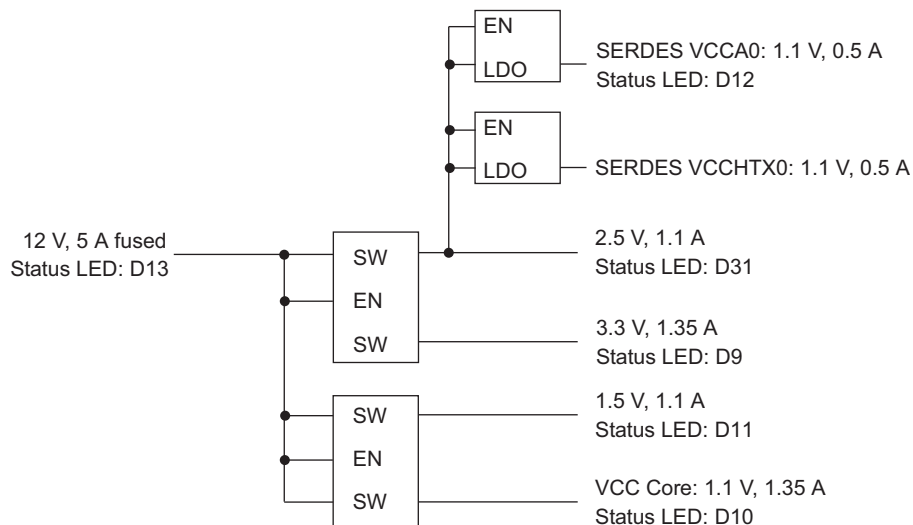 EN
LDO
SERDES VCCA0: 1.1 V, 0.5 A
Status LED: D12
EN
LDO
SERDES VCCHTX0: 1.1 V, 0.5 A
12 V, 5 A fused
Status LED: D13
SW
EN
SW
2.5 V, 1.1 A
Status LED: D31
3.3 V, 1.35 A
Status LED: D9
SW
EN
SW
1.5 V, 1.1 A
Status LED: D11
VCC Core: 1.1 V, 1.35 A
Status LED: D10